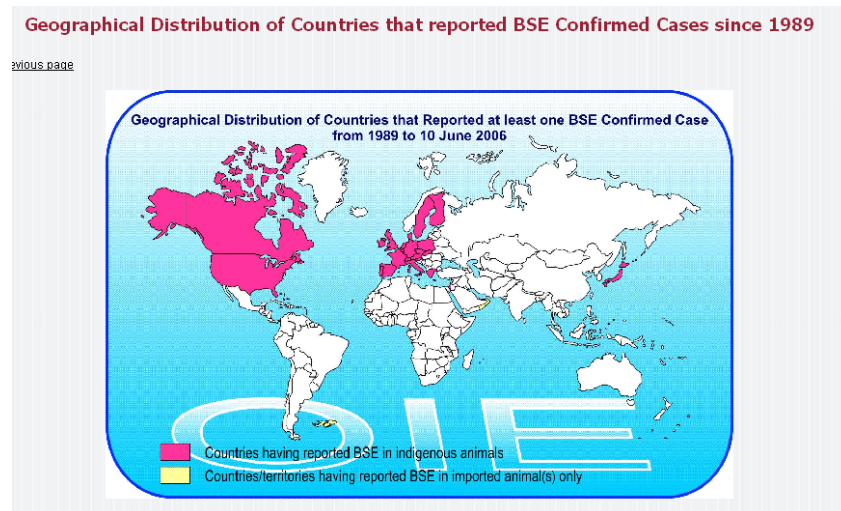 Geographical Distribution of Countries that reported BSE Confirmed Cases since 1989
evious page
Geographical Distribution of Countries that Reported at least one BSE Confirmed Case
from 1989 to 10 June 2006
OIE
Countries having reported BSE in indigenous animals
Countries/territories having reported BSE in imported animal(s) only